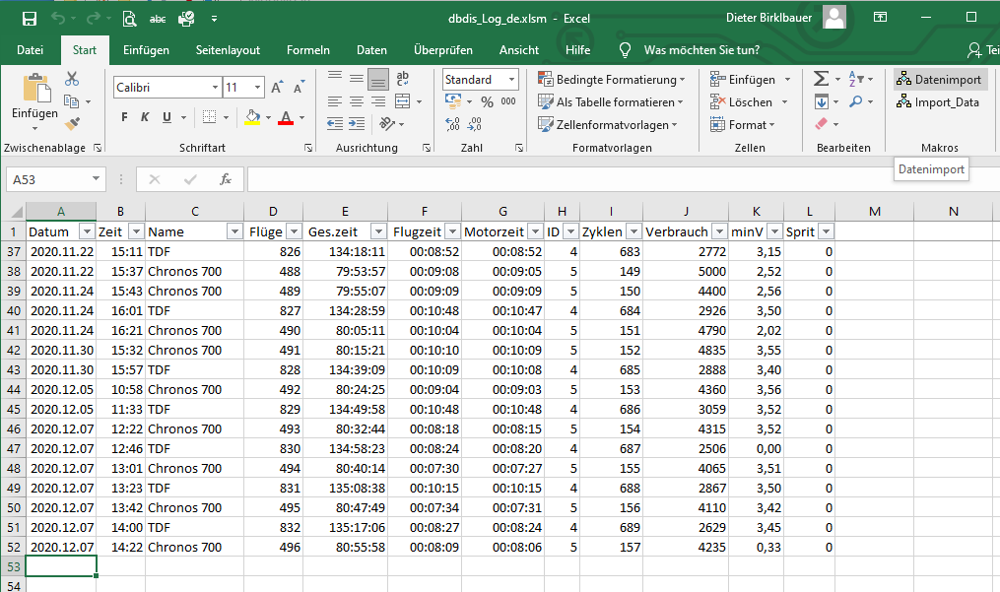 abc
dbdis_Log_de.xlsm - Excel
Dieter Birklbauer
Datei Start Einfügen Seitenlayout Formeln Daten Überprüfen Ansicht Hilfe Was möchten Sie tun? Tei
Einfügen
Zwischenablage
Calibri 11 A A
F K U A
Schriftart
ab c
Ausrichtung
Standard
% 000
Zahl
Bedingte Formatierung
Als Tabelle formatieren
Zellenformatvorlagen
Formatvorlagen
Einfügen
Löschen
Format
Zellen
Bearbeiten
Datenimport
Import_Data
Makros
Datenimport
A53 fx
A B C D E F G H I J K L M N
1 Datum Zeit Name Flüge Ges.zeit Flugzeit Motorzeit ID Zyklen Verbrauch minV Sprit
37 2020.11.22 15:11 TDF 826 134:18:11 00:08:52 00:08:52 4 683 2772 3,15 0
38 2020.11.22 15:37 Chronos 700 488 79:53:57 00:09:08 00:09:05 5 149 5000 2,52 0
39 2020.11.24 15:43 Chronos 700 489 79:55:07 00:09:09 00:09:09 5 150 4400 2,56 0
40 2020.11.24 16:01 TDF 827 134:28:59 00:10:48 00:10:47 4 684 2926 3,50 0
41 2020.11.24 16:21 Chronos 700 490 80:05:11 00:10:04 00:10:04 5 151 4790 2,02 0
42 2020.11.30 15:32 Chronos 700 491 80:15:21 00:10:10 00:10:09 5 152 4835 3,55 0
43 2020.11.30 15:57 TDF 828 134:39:09 00:10:09 00:10:08 4 685 2888 3,40 0
44 2020.12.05 10:58 Chronos 700 492 80:24:25 00:09:04 00:09:03 5 153 4360 3,56 0
45 2020.12.05 11:33 TDF 829 134:49:58 00:10:48 00:10:48 4 686 3059 3,52 0
46 2020.12.07 12:22 Chronos 700 493 80:32:44 00:08:18 00:08:15 5 154 4315 3,52 0
47 2020.12.07 12:46 TDF 830 134:58:23 00:08:24 00:08:20 4 687 2506 0,00 0
48 2020.12.07 13:01 Chronos 700 494 80:40:14 00:07:30 00:07:27 5 155 4065 3,51 0
49 2020.12.07 13:23 TDF 831 135:08:38 00:10:15 00:10:15 4 688 2867 3,50 0
50 2020.12.07 13:42 Chronos 700 495 80:47:49 00:07:34 00:07:31 5 156 4110 3,42 0
51 2020.12.07 14:00 TDF 832 135:17:06 00:08:27 00:08:24 4 689 2629 3,45 0
52 2020.12.07 14:22 Chronos 700 496 80:55:58 00:08:09 00:08:06 5 157 4235 0,33 0
53
54